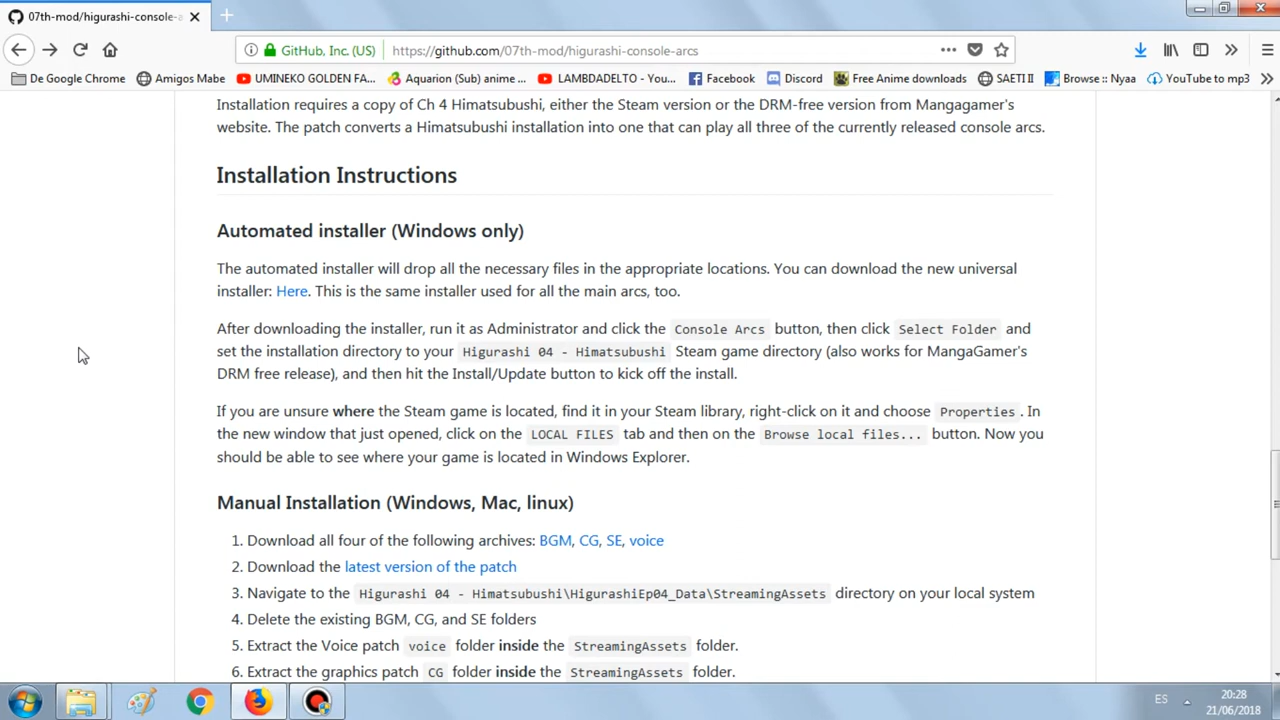 07th-mod/higurashi-console-a
GitHub, Inc. (US)
https://github.com/07th-mod/higurashi-console-arcs
De Google Chrome
Amigos Mabe
UMINEKO GOLDEN FA...
Aquarion (Sub) anime ...
LAMBDADELTO - You...
Facebook
Discord
Free Anime downloads
SAETI II
Browse :: Nyaa
YouTube to mp3
Installation requires a copy of Ch 4 Himatsubushi, either the Steam version or the DRM-free version from Mangagamer's
website. The patch converts a Himatsubushi installation into one that can play all three of the currently released console arcs.
Installation Instructions
Automated installer (Windows only)
The automated installer will drop all the necessary files in the appropriate locations. You can download the new universal
installer: Here. This is the same installer used for all the main arcs, too.
After downloading the installer, run it as Administrator and click the Console Arcs button, then click Select Folder and
set the installation directory to your Higurashi 04 - Himatsubushi Steam game directory (also works for MangaGamer's
DRM free release), and then hit the Install/Update button to kick off the install.
If you are unsure where the Steam game is located, find it in your Steam library, right-click on it and choose Properties. In
the new window that just opened, click on the LOCAL FILES tab and then on the Browse local files... button. Now you
should be able to see where your game is located in Windows Explorer.
Manual Installation (Windows, Mac, linux)
1. Download all four of the following archives: BGM, CG, SE, voice
2. Download the latest version of the patch
3. Navigate to the Higurashi 04 - Himatsubushi\HigurashiEp04_Data\StreamingAssets directory on your local system
4. Delete the existing BGM, CG, and SE folders
5. Extract the Voice patch voice folder inside the StreamingAssets folder.
6. Extract the graphics patch CG folder inside the StreamingAssets folder.
ES
20:28
21/06/2018